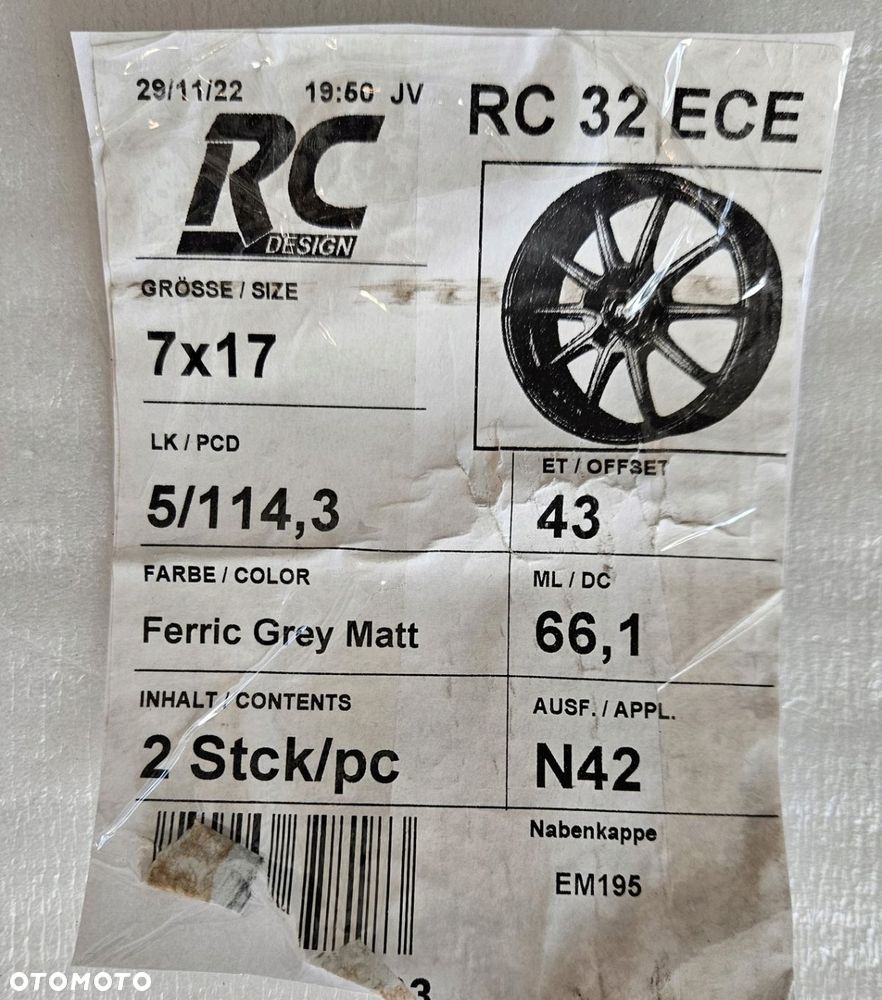 29/11/22 19:50 JV
RC 32 ECE
RC
DESIGN
GRÖSSE / SIZE
7x17
LK / PCD
5/114,3
ET / OFFSET
43
FARBE / COLOR
Ferric Grey Matt
ML / DC
66,1
INHALT / CONTENTS
2 Stck/pc
AUSF. / APPL.
N42
Nabenkappe
EM195
3
OTOMOTO